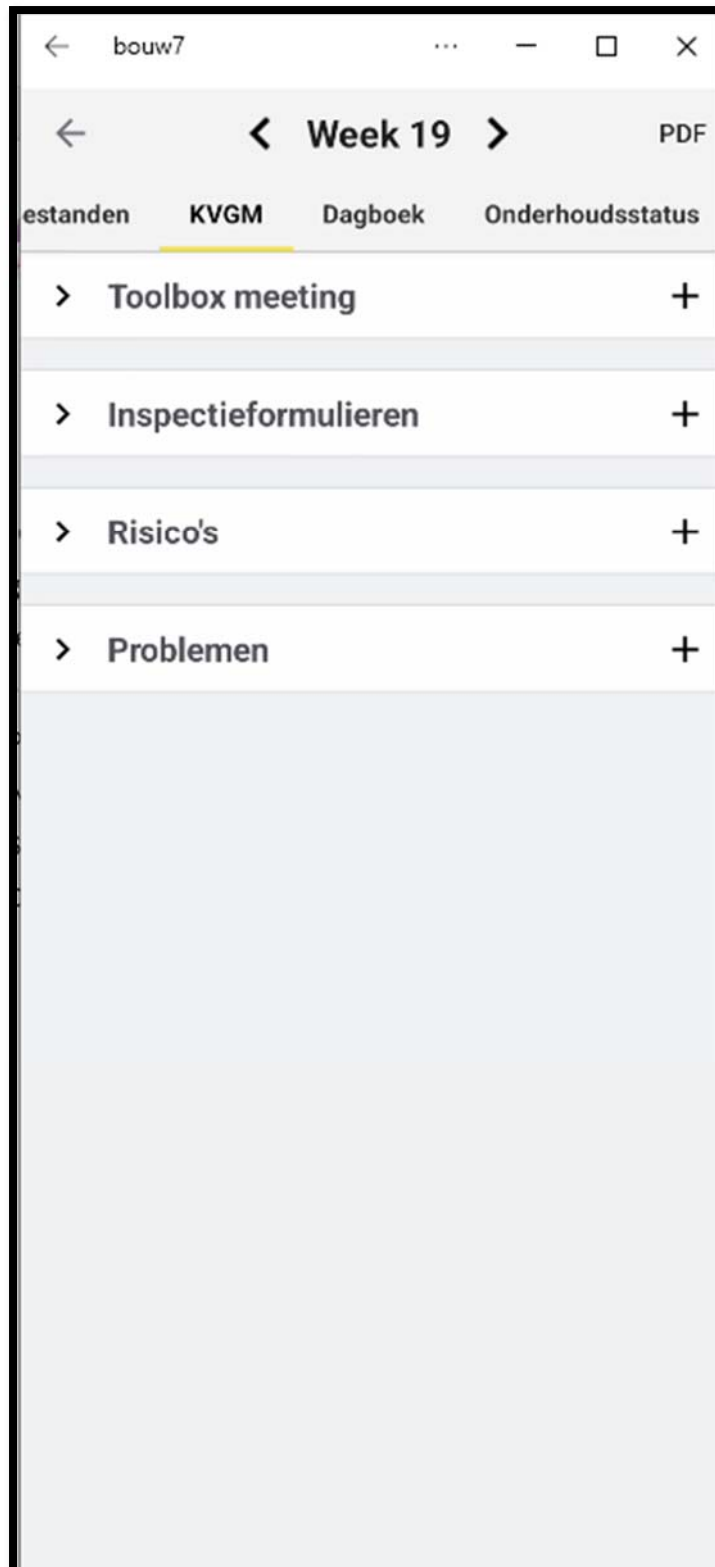 bouw7
Week 19
PDF
estanden KVGM Dagboek Onderhoudsstatus
Toolbox meeting
Inspectieformulieren
Risico's
Problemen